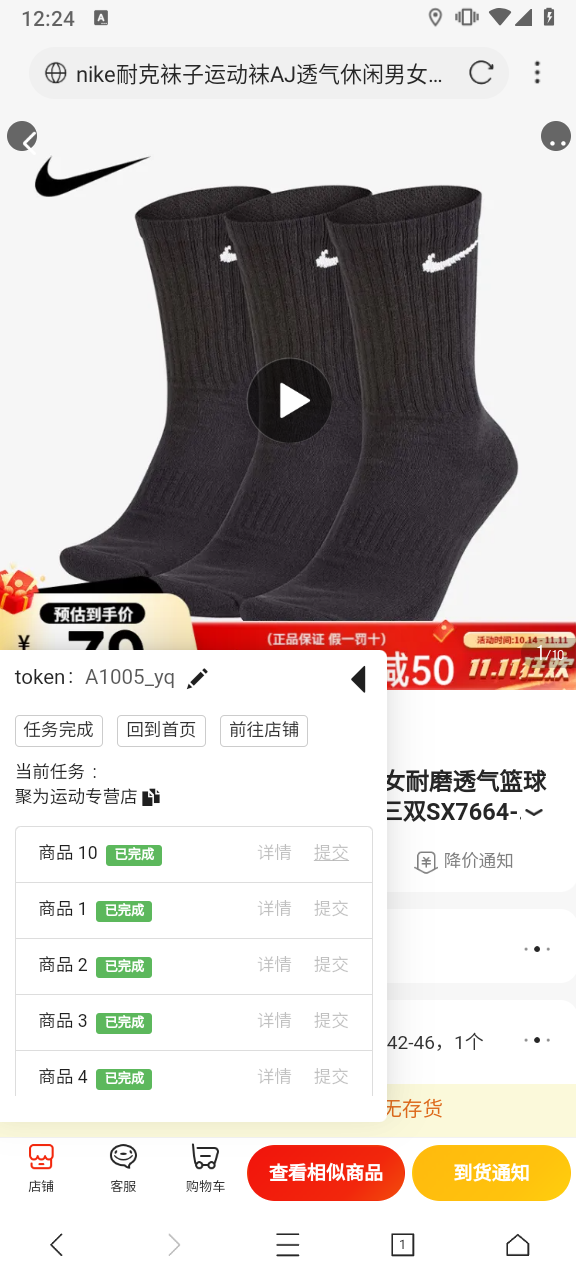 12:24
A
nike耐克袜子运动袜AJ透气休闲男女...
预估到手价
¥
(正品保证 假一罚十)
活动时间:10.14 - 11.11
减50
11.11狂欢
1/10
token: A1005_yq
任务完成 回到首页 前往店铺
当前任务 :
聚为运动专营店
商品 10 已完成 详情 提交
商品 1 已完成 详情 提交
商品 2 已完成 详情 提交
商品 3 已完成 详情 提交
商品 4 已完成 详情 提交
女耐磨透气篮球
三双SX7664-.
降价通知
42-46，1个
无存货
店铺 客服 购物车 查看相似商品 到货通知
1